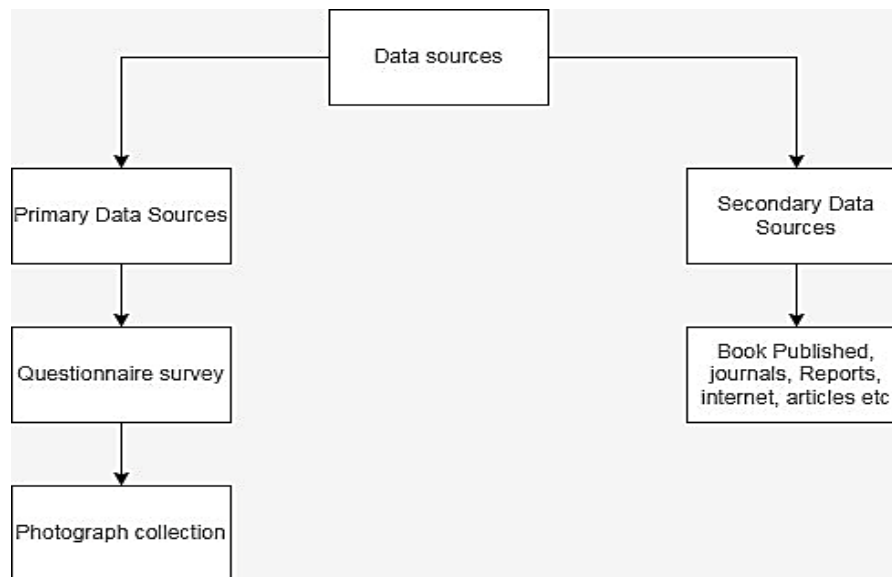 Data sources
Primary Data Sources
Secondary Data
Sources
Questionnaire survey
Book Published,
journals, Reports,
internet, articles etc
Photograph collection